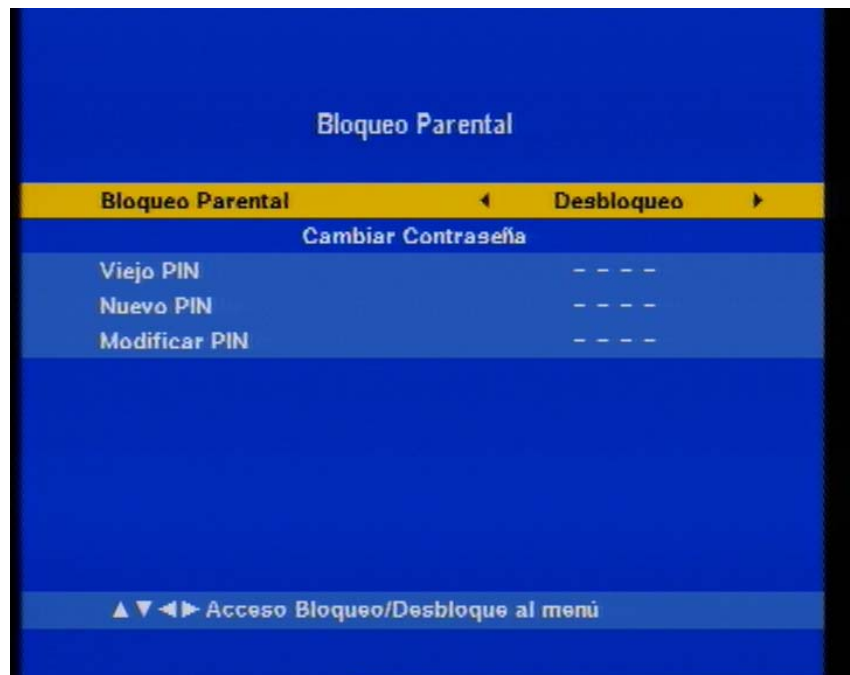 Bloqueo Parental
Bloqueo Parental ◀ Desbloqueo ▶
Cambiar Contraseña
Viejo PIN - - - -
Nuevo PIN - - - -
Modificar PIN - - - -
▲▼◀▶ Acceso Bloqueo/Desbloque al menú